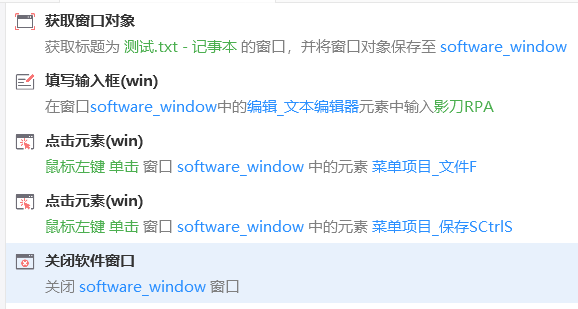 获取窗口对象
获取标题为 测试.txt - 记事本 的窗口，并将窗口对象保存至 software_window
填写输入框(win)
在窗口software_window中的编辑_文本编辑器元素中输入影刀RPA
点击元素(win)
鼠标左键 单击 窗口 software_window 中的元素 菜单项目_文件F
点击元素(win)
鼠标左键 单击 窗口 software_window 中的元素 菜单项目_保存SCtrlS
关闭软件窗口
关闭 software_window 窗口